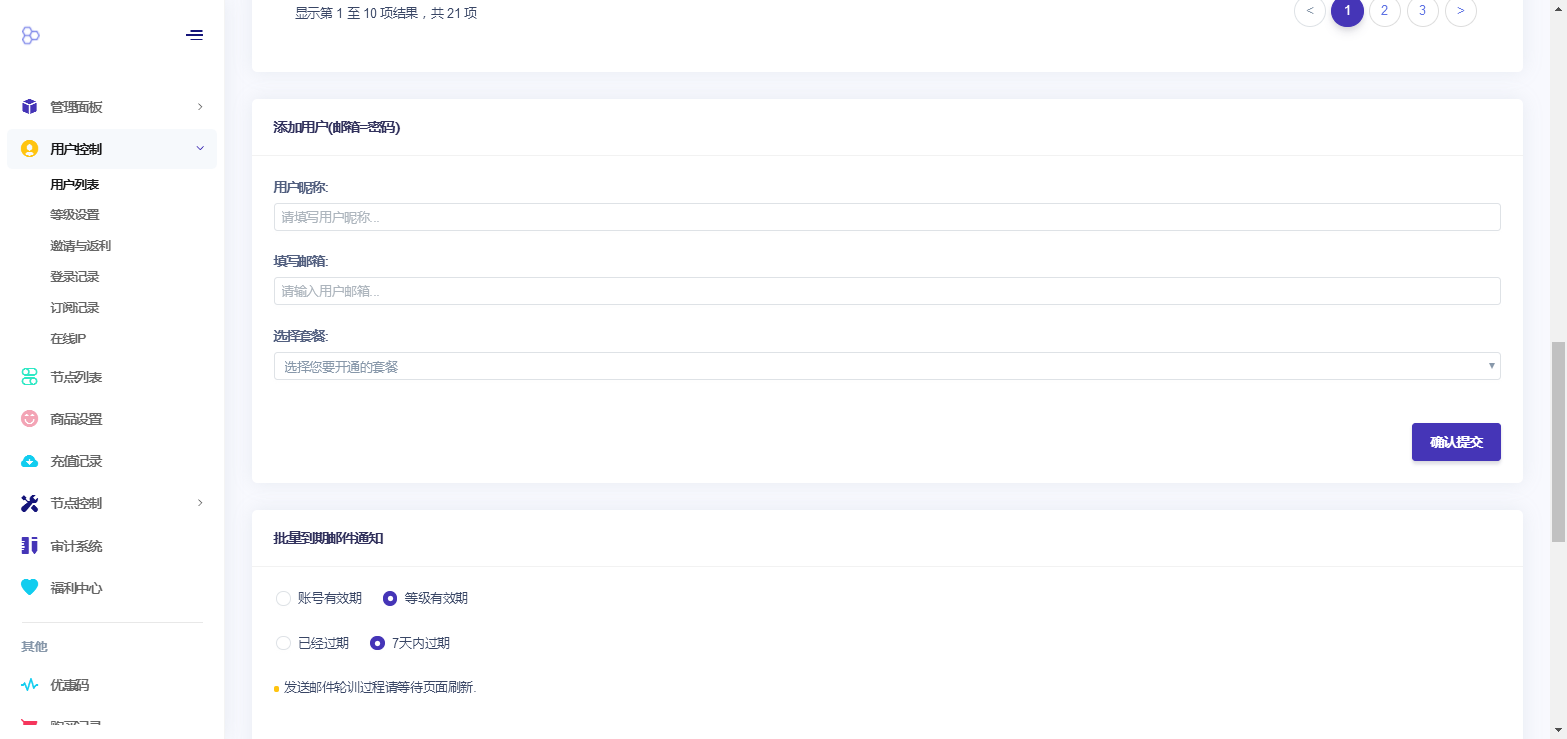 显示第 1 至 10 项结果，共 21 项
< 1 2 3 >
管理面板
用户控制
用户列表
等级设置
邀请与返利
登录记录
订阅记录
在线IP
节点列表
商品设置
充值记录
节点控制
审计系统
福利中心
其他
优惠码
购买记录
添加用户(邮箱=密码)
用户昵称:
请填写用户昵称...
填写邮箱:
请输入用户邮箱...
选择套餐:
选择您要开通的套餐
确认提交
批量到期邮件通知
账号有效期 等级有效期
已经过期 7天内过期
发送邮件轮训过程请等待页面刷新.